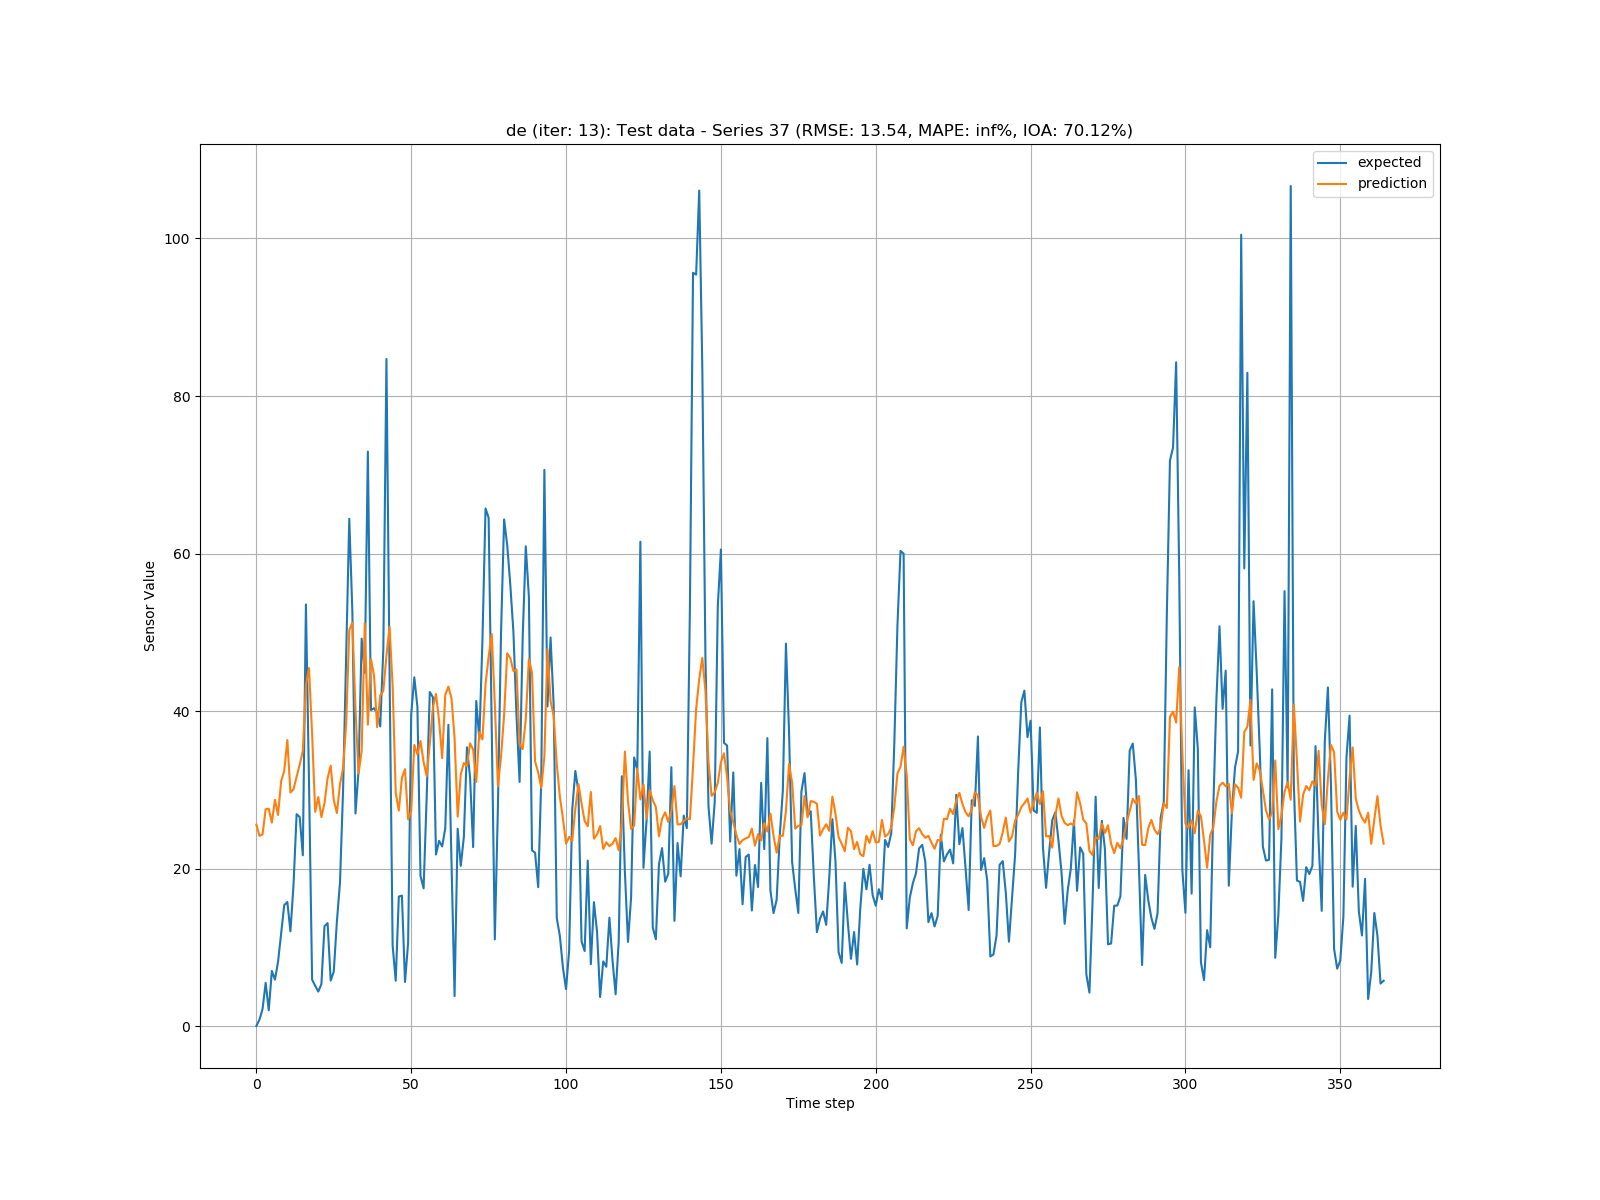 de (iter: 13): Test data - Series 37 (RMSE: 13.54, MAPE: inf%, IOA: 70.12%)
expected
prediction
100
80
60
40
20
0
Sensor Value
0 50 100 150 200 250 300 350
Time step